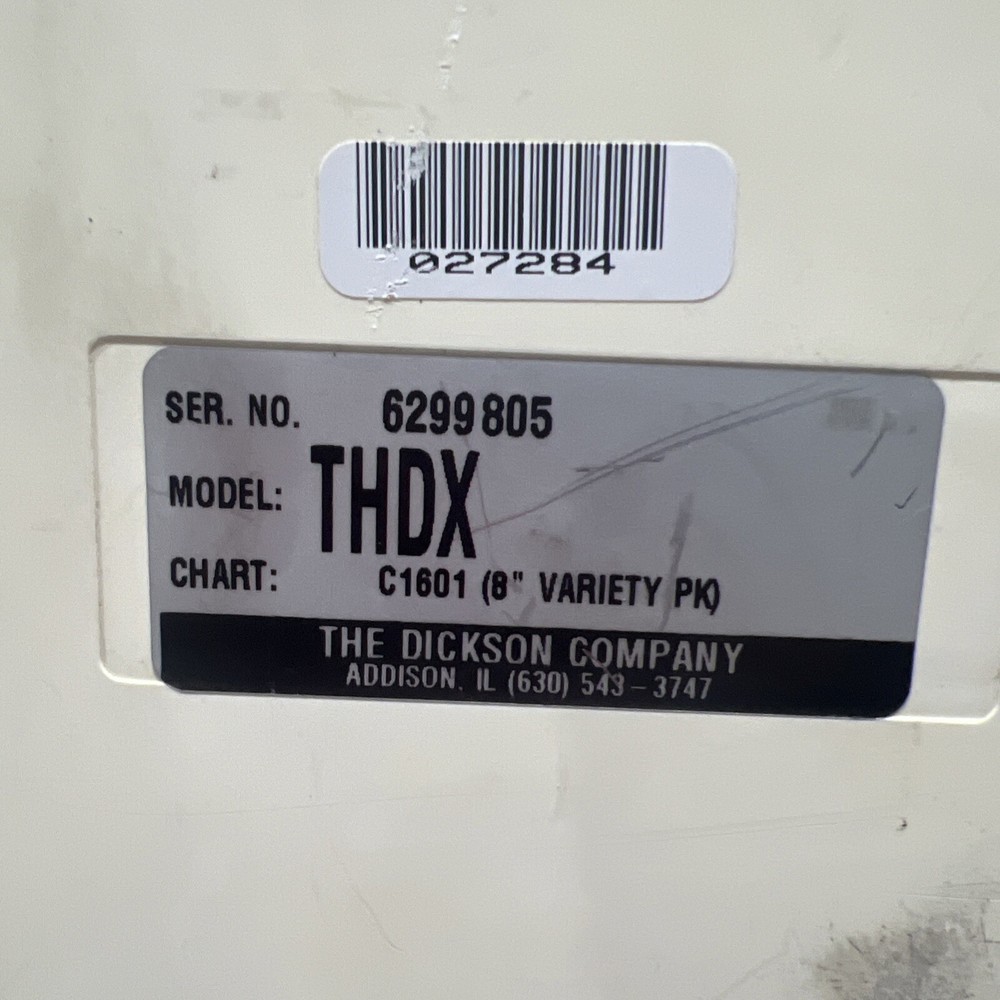 027284
SER. NO. 6299805
MODEL: THDX
CHART: C1601 (8" VARIETY PK)
THE DICKSON COMPANY
ADDISON, IL (630) 543-3747